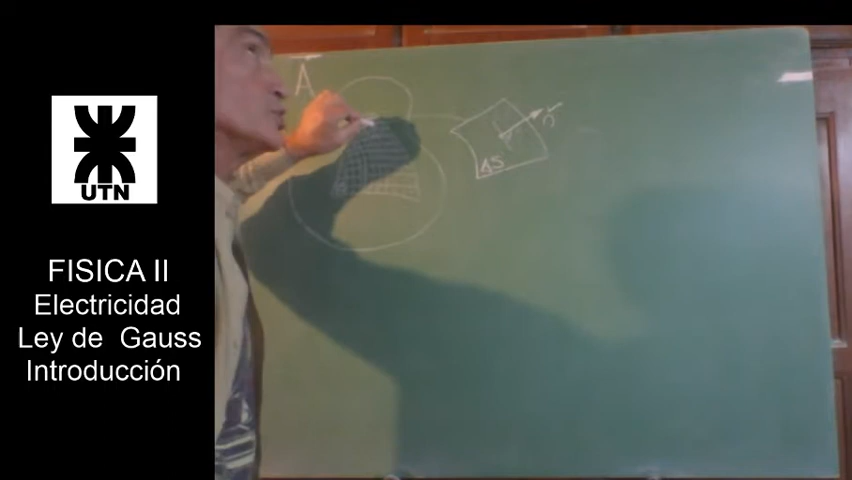 UTN
FISICA II
Electricidad
Ley de Gauss
Introducción
A
ΔS